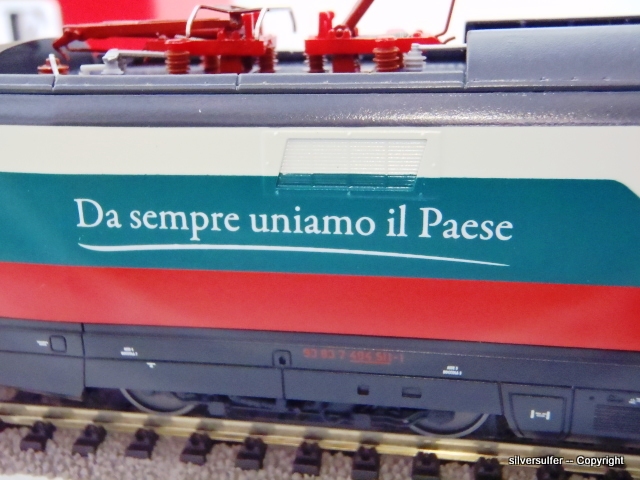 Da sempre uniamo il Paese
silversulfer -- Copyright